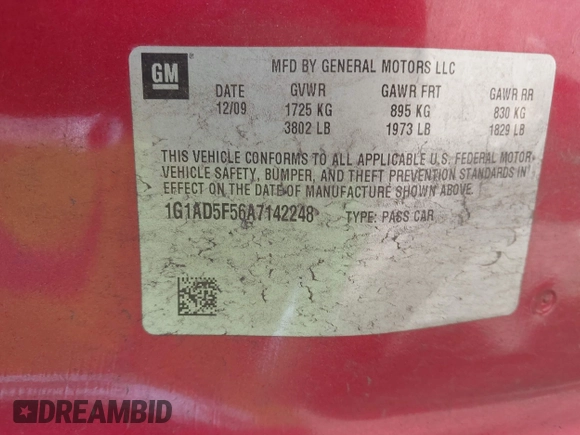 GM
MFD BY GENERAL MOTORS LLC
DATE GVWR GAWR FRT GAWR RR
12/09 1725 KG 895 KG 830 KG
3802 LB 1973 LB 1829 LB
THIS VEHICLE CONFORMS TO ALL APPLICABLE U.S. FEDERAL MOTOR
VEHICLE SAFETY, BUMPER, AND THEFT PREVENTION STANDARDS IN
EFFECT ON THE DATE OF MANUFACTURE SHOWN ABOVE.
1G1AD5F56A7142248 TYPE: PASS CAR
DREAMBID